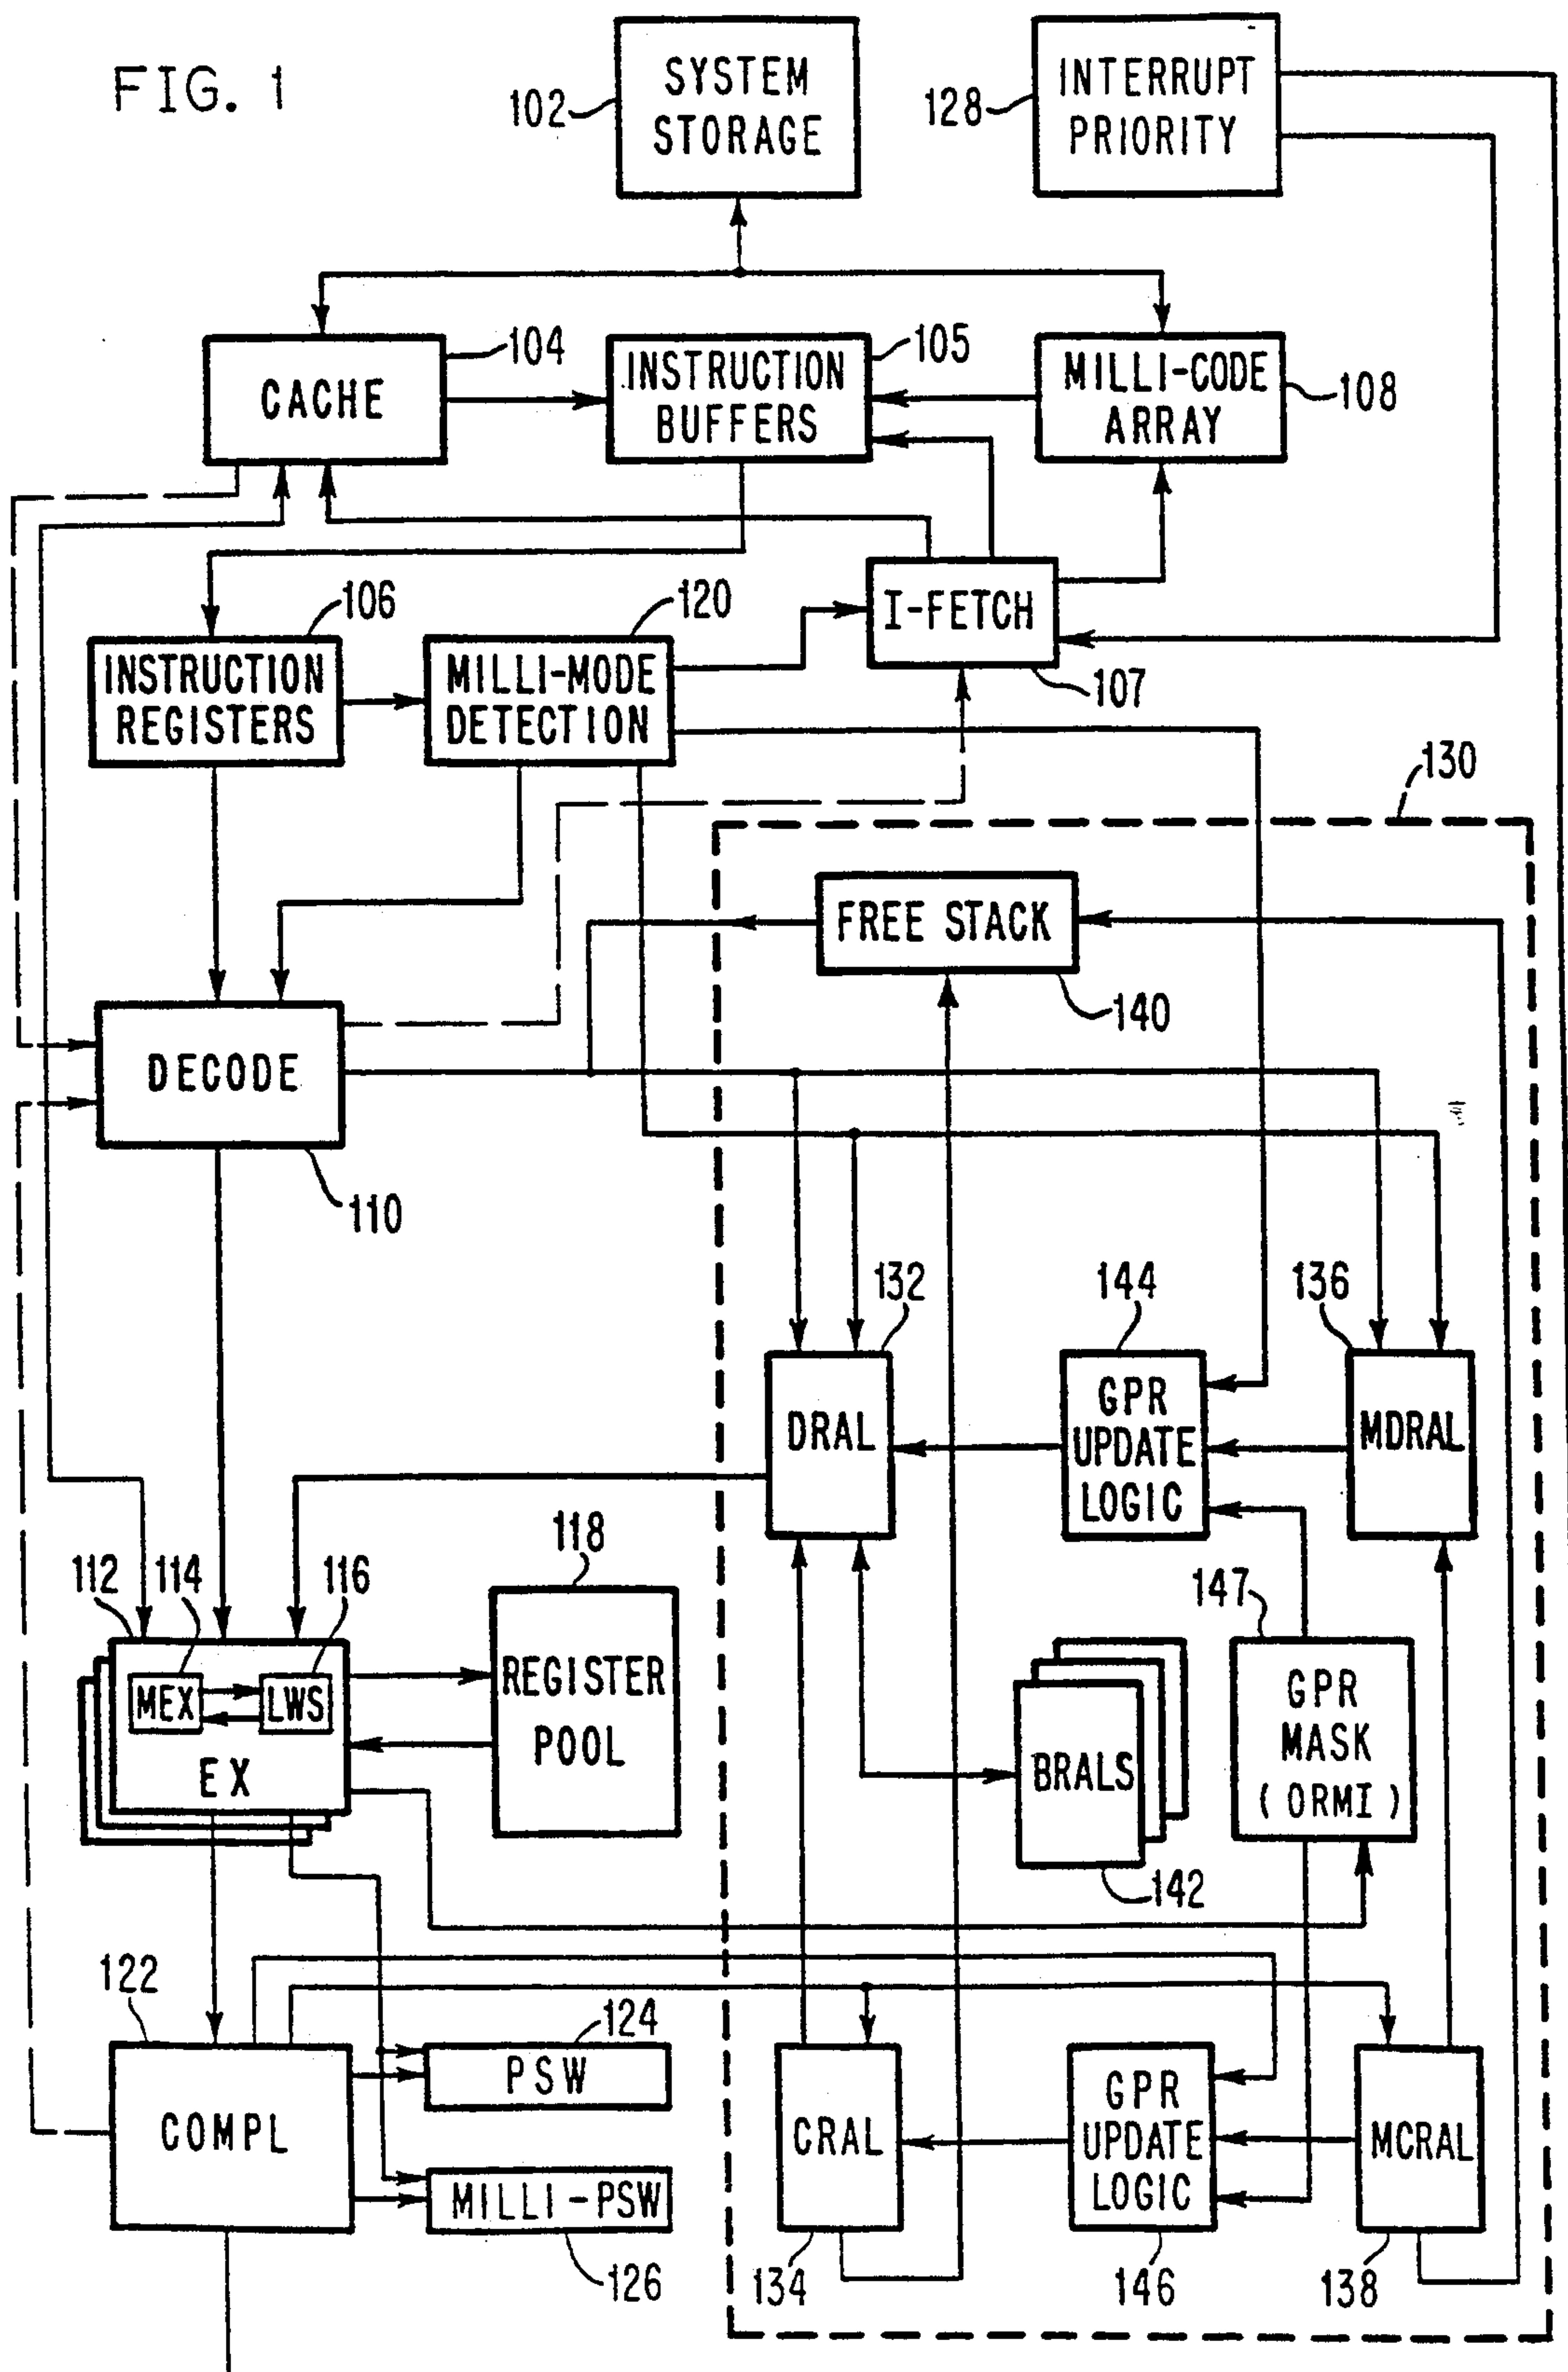 FIG. 1
102
SYSTEM
STORAGE
128
INTERRUPT
PRIORITY
104
CACHE
INSTRUCTION
BUFFERS
105
MILLI-CODE
ARRAY
108
106
INSTRUCTION
REGISTERS
120
MILLI-MODE
DETECTION
I-FETCH
107
130
FREE STACK
140
DECODE
110
132
DRAL
144
GPR
UPDATE
LOGIC
136
MDRAL
112
114
116
MEX
LWS
EX
118
REGISTER
POOL
BRALS
142
147
GPR
MASK
(ORMI)
122
COMPL
124
PSW
MILLI-PSW
126
CRAL
134
GPR
UPDATE
LOGIC
146
MCRAL
138